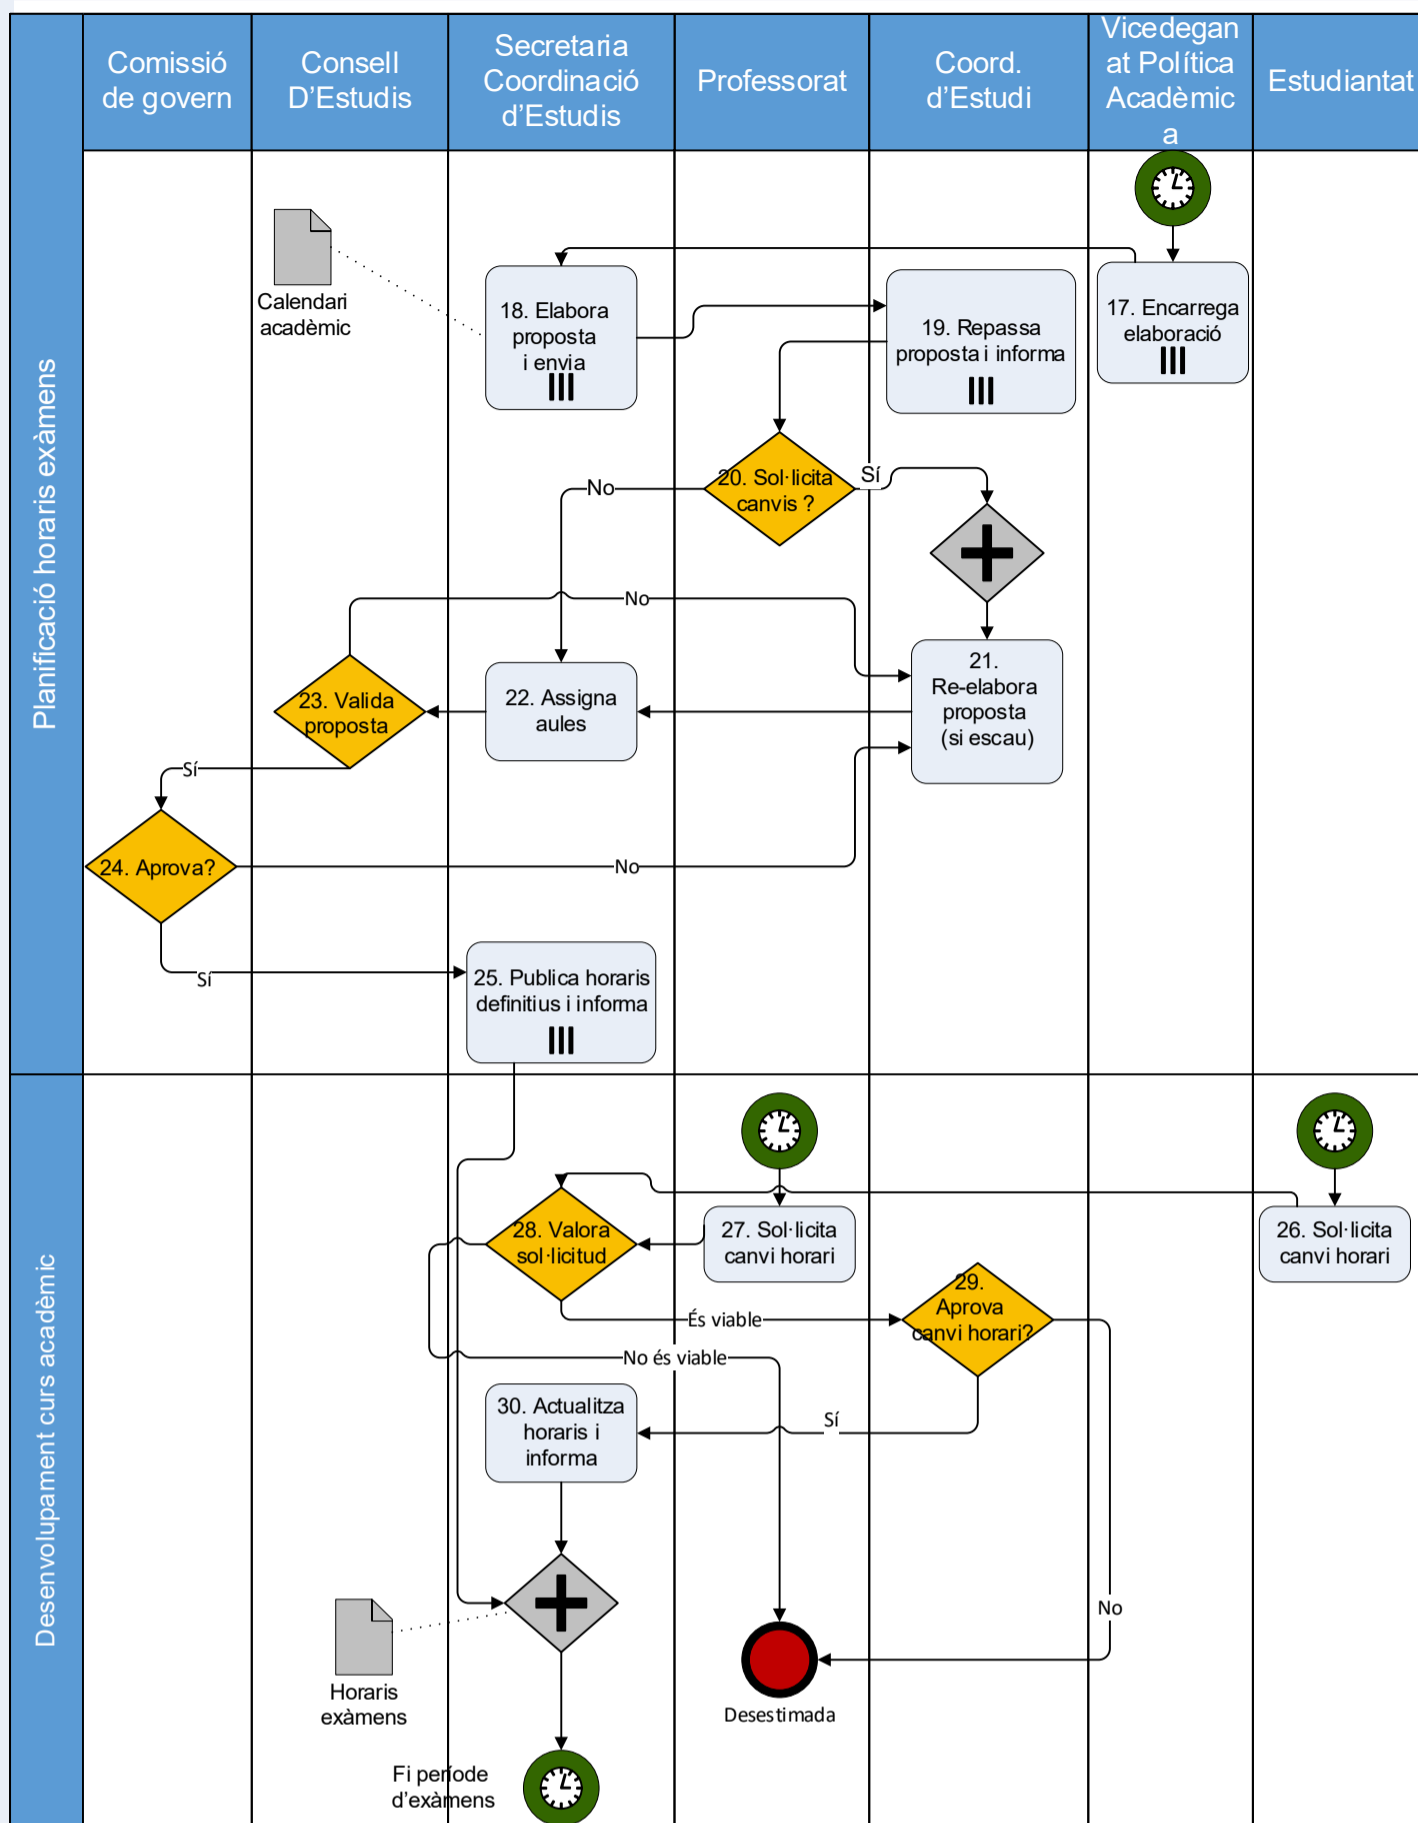 Comissió
de govern
Consell
D'Estudis
Secretaria
Coordinació
d'Estudis
Professorat
Coord.
d'Estudi
Vicedegan
at Política
Acadèmic
a
Estudiantat
Planificació horaris exàmens
Calendari
acadèmic
18. Elabora
proposta
i envia
19. Repassa
proposta i informa
17. Encarrega
elaboració
20. Sol·licita
canvis ?
Sí
No
No
21.
Re-elabora
proposta
(si escau)
22. Assigna
aules
23. Valida
proposta
Sí
24. Aprova?
No
Sí
25. Publica horaris
definitius i informa
Desenvolupament curs acadèmic
28. Valora
sol·licitud
27. Sol·licita
canvi horari
26. Sol·licita
canvi horari
29.
Aprova
canvi horari?
És viable
No és viable
30. Actualitza
horaris i
informa
Sí
No
Horaris
exàmens
Desestimada
Fi període
d'exàmens